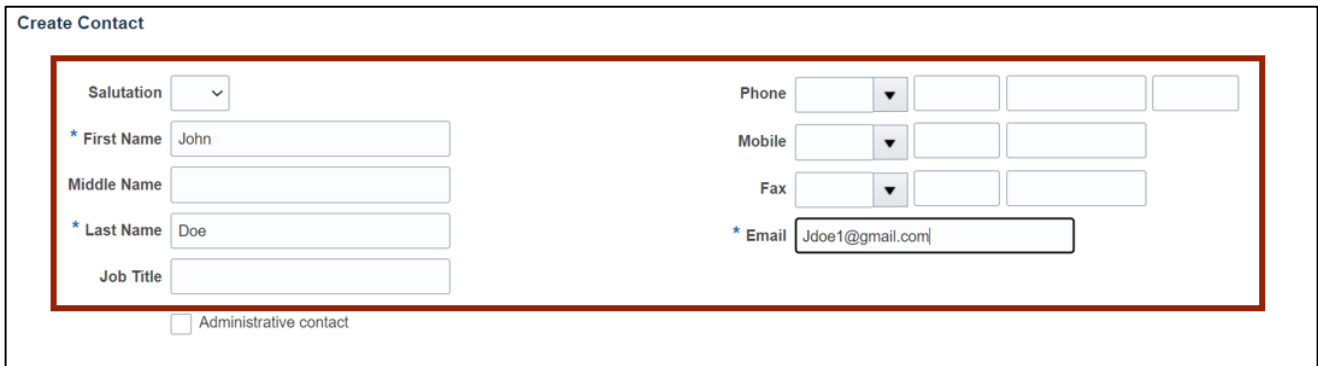 Create Contact
Salutation
* First Name John
Middle Name
* Last Name Doe
Job Title
Administrative contact
Phone
Mobile
Fax
* Email Jdoe1@gmail.com